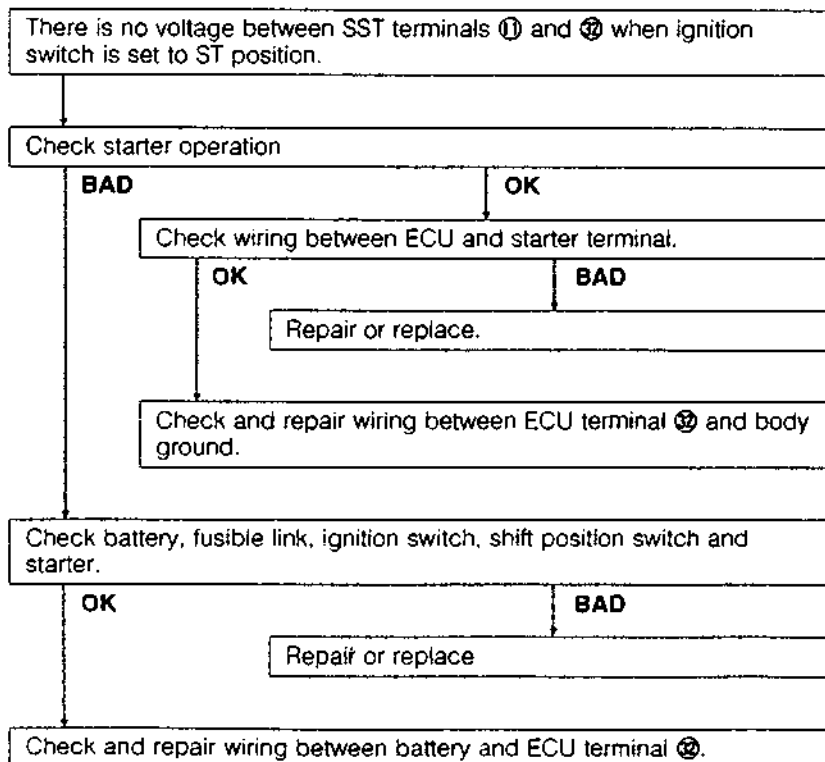 There is no voltage between SST terminals ⑪ and ㉜ when ignition
switch is set to ST position.
Check starter operation
BAD
OK
Check wiring between ECU and starter terminal.
OK
BAD
Repair or replace.
Check and repair wiring between ECU terminal ㉜ and body
ground.
Check battery, fusible link, ignition switch, shift position switch and
starter.
OK
BAD
Repair or replace
Check and repair wiring between battery and ECU terminal ㉜.